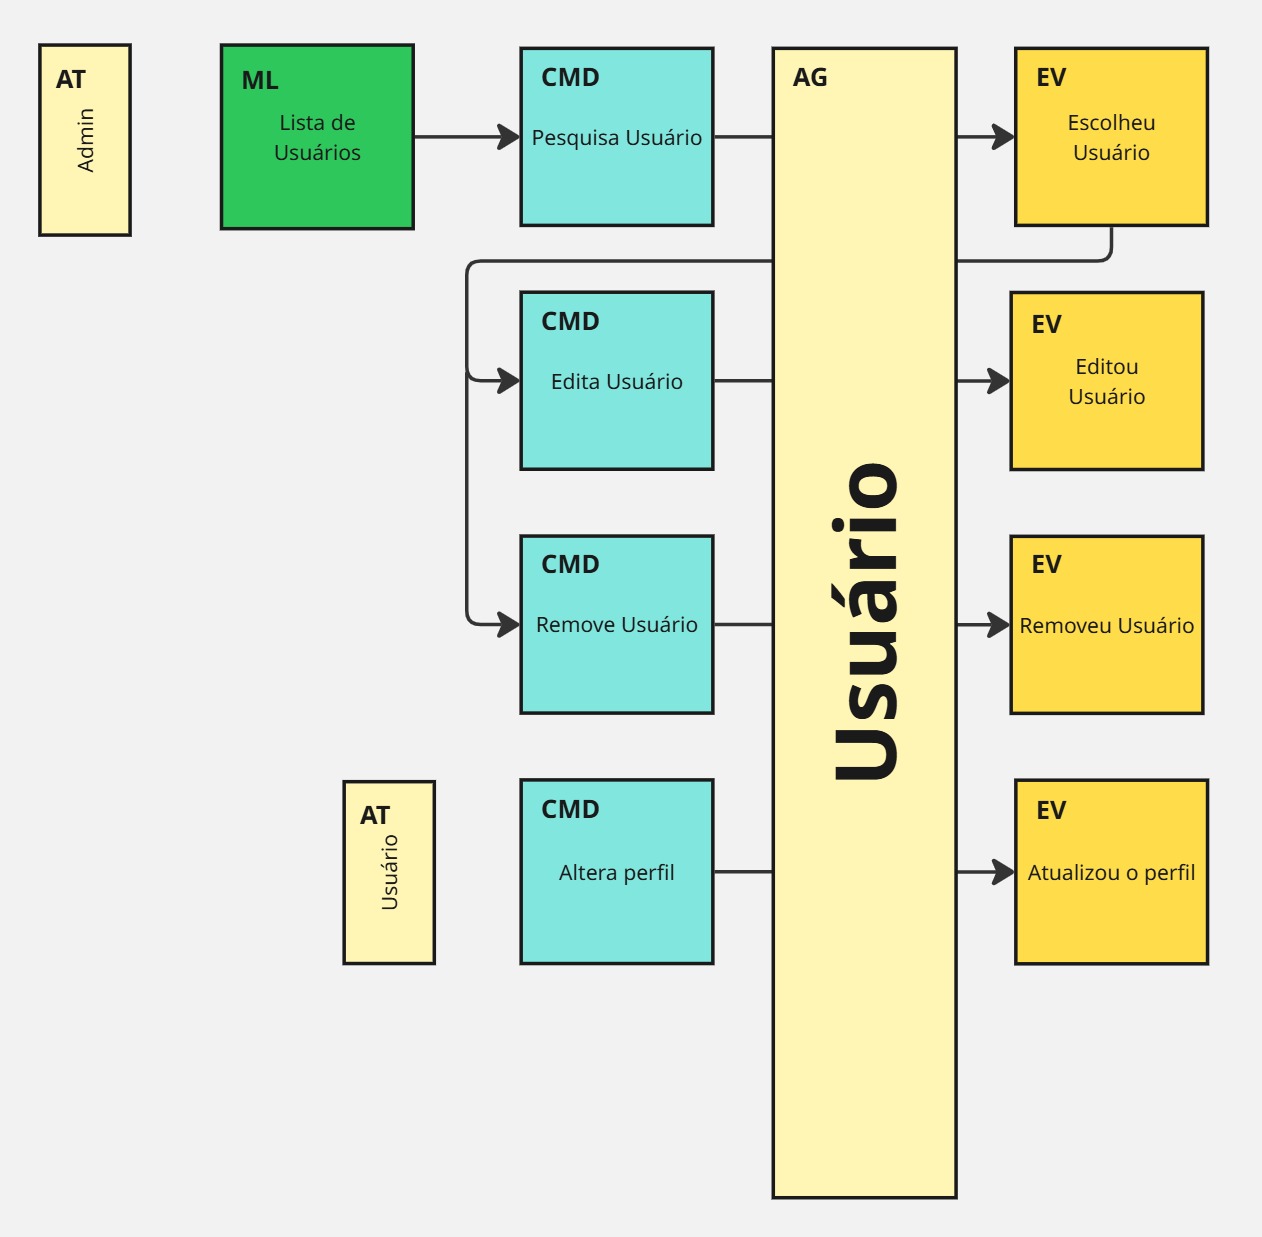 AT
Admin
ML
Lista de
Usuários
CMD
Pesquisa Usuário
AG
Usuário
EV
Escolheu
Usuário
CMD
Edita Usuário
EV
Editou
Usuário
CMD
Remove Usuário
EV
Removeu Usuário
AT
Usuário
CMD
Altera perfil
EV
Atualizou o perfil